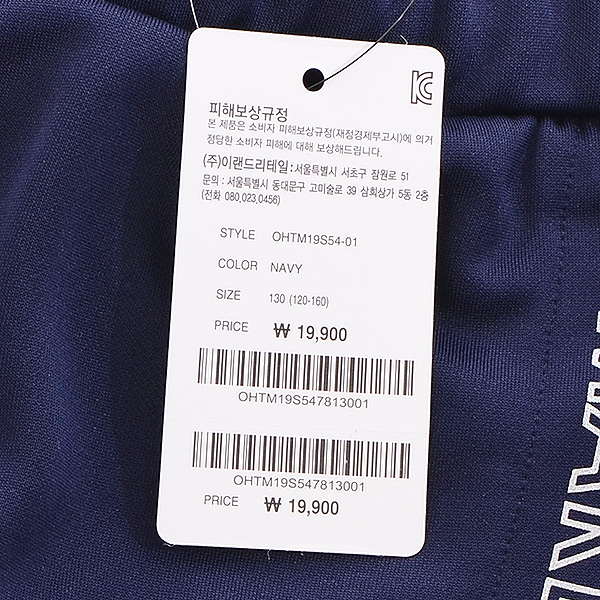 KC
피해보상규정
본 제품은 소비자 피해보상규정(재정경제부고시)에 의거
정당한 소비자 피해에 대해 보상해드립니다.
(주)이랜드리테일:서울특별시 서초구 잠원로 51
문의 : 서울특별시 동대문구 고미술로 39 삼희상가 5동 2층
(전화 080,023,0456)
STYLE OHTM19S54-01
COLOR NAVY
SIZE 130 (120-160)
PRICE ₩ 19,900
OHTM19S547813001
OHTM19S547813001
PRICE ₩ 19,900